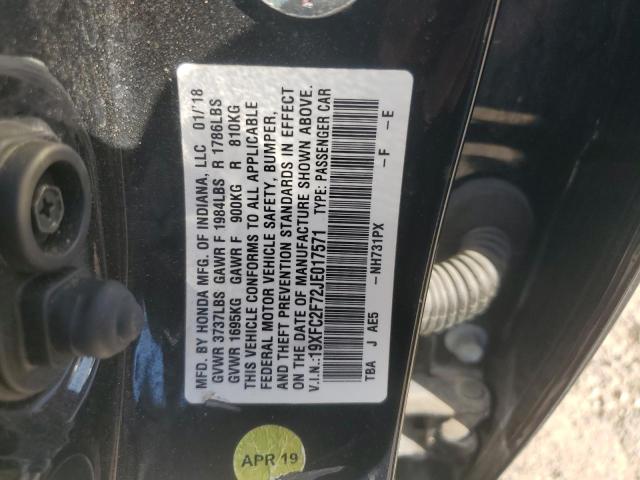 MFD. BY HONDA MFG. OF INDIANA, LLC 01/18
GVWR 3737LBS GAWR F 1984LBS R 1786LBS
GVWR 1695KG GAWR F 900KG R 810KG
THIS VEHICLE CONFORMS TO ALL APPLICABLE
FEDERAL MOTOR VEHICLE SAFETY, BUMPER,
AND THEFT PREVENTION STANDARDS IN EFFECT
ON THE DATE OF MANUFACTURE SHOWN ABOVE.
V.I.N.:19XFC2F72JE017571 TYPE: PASSENGER CAR
TBA J AE5 -NH731PX -F -E
APR 19